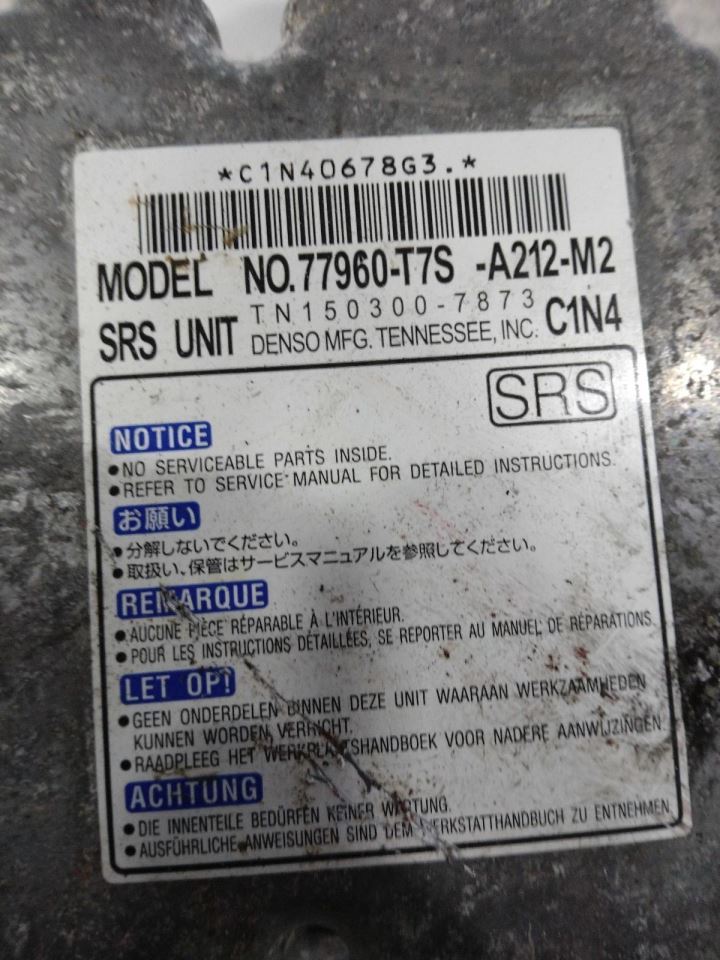 *C1N40678G3.*
MODEL NO.77960-T7S -A212-M2
TN150300-7873
SRS UNIT DENSO MFG. TENNESSEE, INC. C1N4
SRS
NOTICE
●NO SERVICEABLE PARTS INSIDE.
●REFER TO SERVICE MANUAL FOR DETAILED INSTRUCTIONS.
お願い
●分解しないでください。
●取扱い、保管はサービスマニュアルを参照してください。
REMARQUE
●AUCUNE PIÈCE RÉPARABLE À L'INTÉRIEUR.
●POUR LES INSTRUCTIONS DÉTAILLÉES, SE REPORTER AU MANUEL DE RÉPARATIONS.
LET OP!
●GEEN ONDERDELEN BINNEN DEZE UNIT WAARAAN WERKZAAMHEDEN
KUNNEN WORDEN VERRICHT.
●RAADPLEEG HET WERKPLAATSHANDBOEK VOOR NADERE AANWIJZINGEN.
ACHTUNG
●DIE INNENTEILE BEDÜRFEN KEINER WARTUNG.
●AUSFÜHRLICHE ANWEISUNGEN SIND DEM WERKSTATTHANDBUCH ZU ENTNEHMEN.